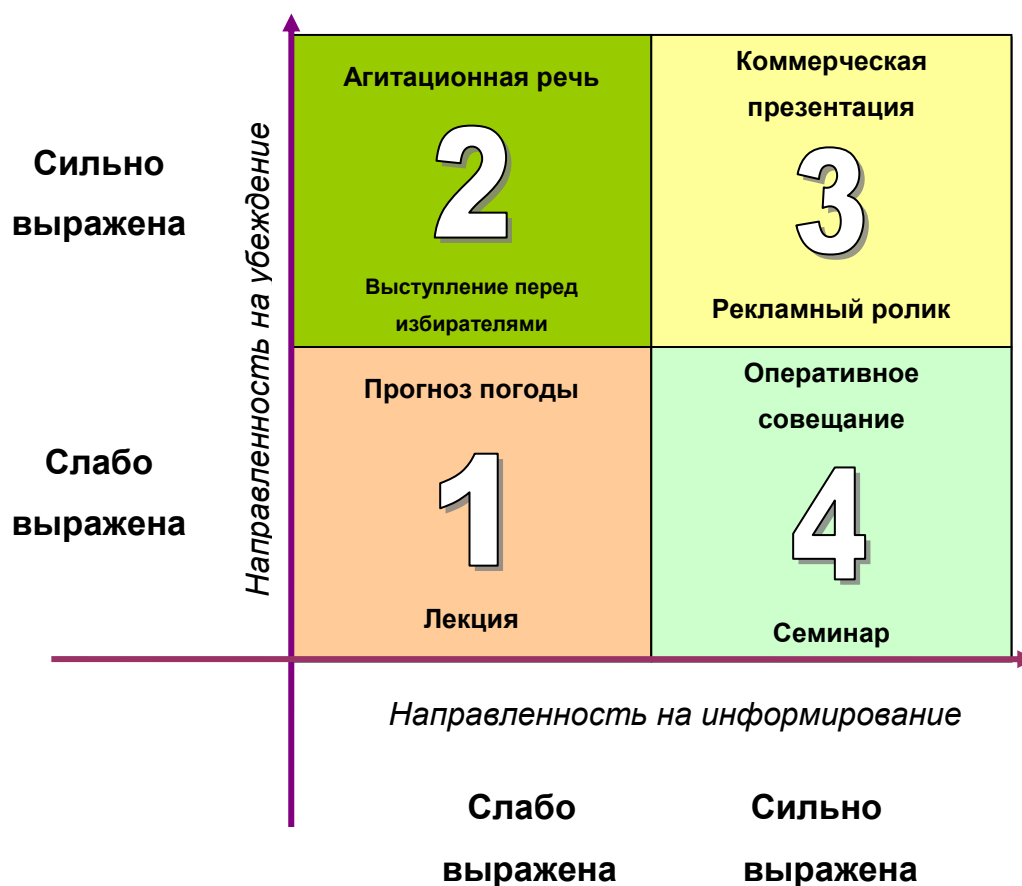 Сильно
выражена
Слабо
выражена
Направленность на убеждение
Агитационная речь
2
Выступление перед
избирателями
Коммерческая
презентация
3
Рекламный ролик
Прогноз погоды
1
Лекция
Оперативное
совещание
4
Семинар
Направленность на информирование
Слабо
выражена
Сильно
выражена